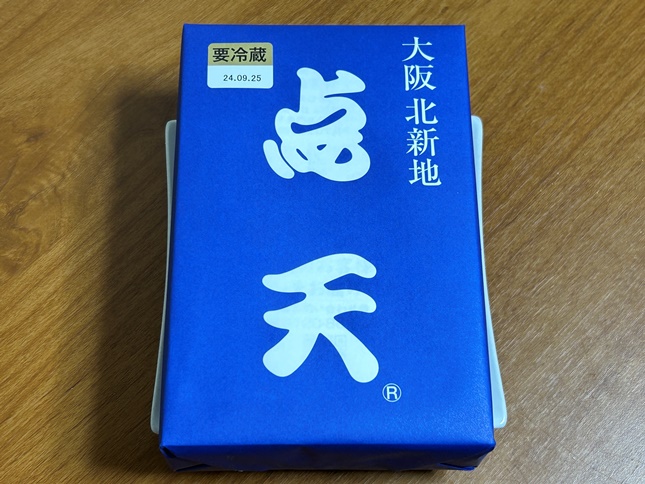 大阪 北新地
点天
®
要冷蔵
24.09.25